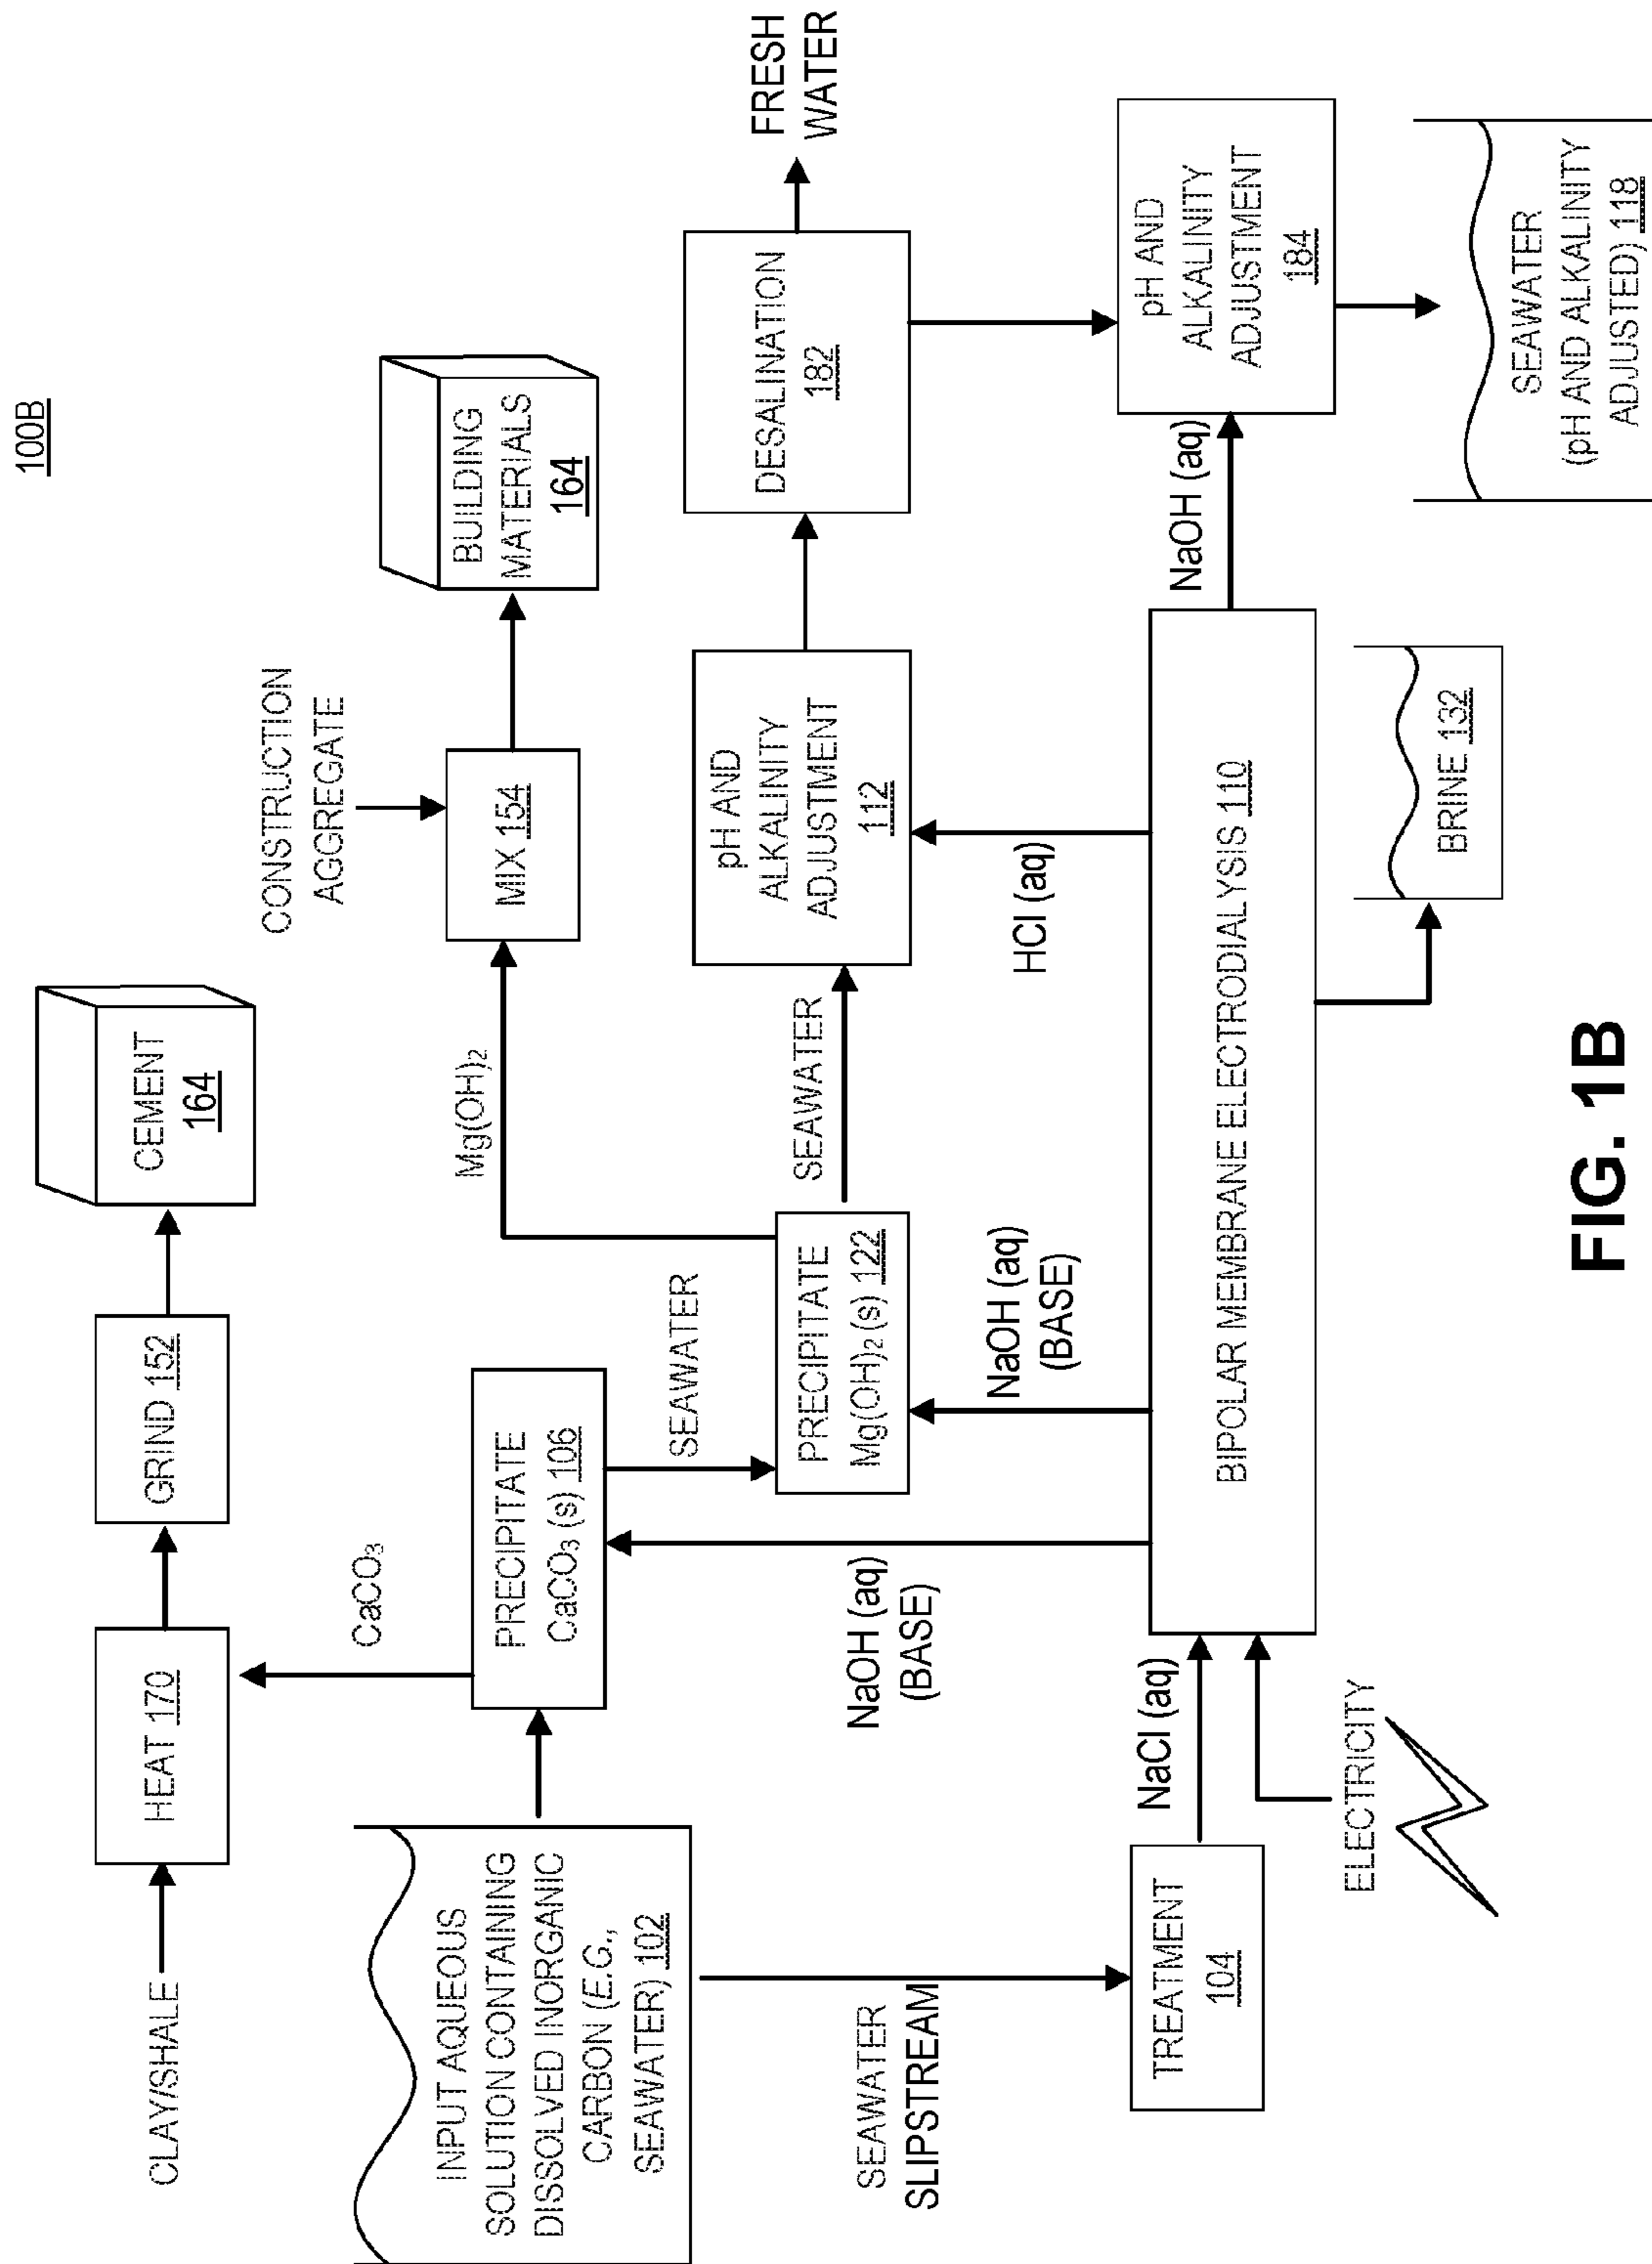 100B
CLAY/SHALE
HEAT 170
GRIND 152
CEMENT
164
CaCO₃
CONSTRUCTION
AGGREGATE
INPUT AQUEOUS
SOLUTION CONTAINING
DISSOLVED INORGANIC
CARBON (E.G.,
SEAWATER) 102
PRECIPITATE
CaCO₃ (s) 106
Mg(OH)₂
MIX 154
BUILDING
MATERIALS
164
SEAWATER
PRECIPITATE
Mg(OH)₂ (s) 122
SEAWATER
pH AND
ALKALINITY
ADJUSTMENT
112
DESALINATION
182
FRESH
WATER
SEAWATER
SLIPSTREAM
NaOH (aq)
(BASE)
NaOH (aq)
(BASE)
HCl (aq)
TREATMENT
104
NaCl (aq)
BIPOLAR MEMBRANE ELECTRODIALYSIS 110
NaOH (aq)
pH AND
ALKALINITY
ADJUSTMENT
184
ELECTRICITY
BRINE 132
SEAWATER
(pH AND ALKALINITY
ADJUSTED) 118
FIG. 1B